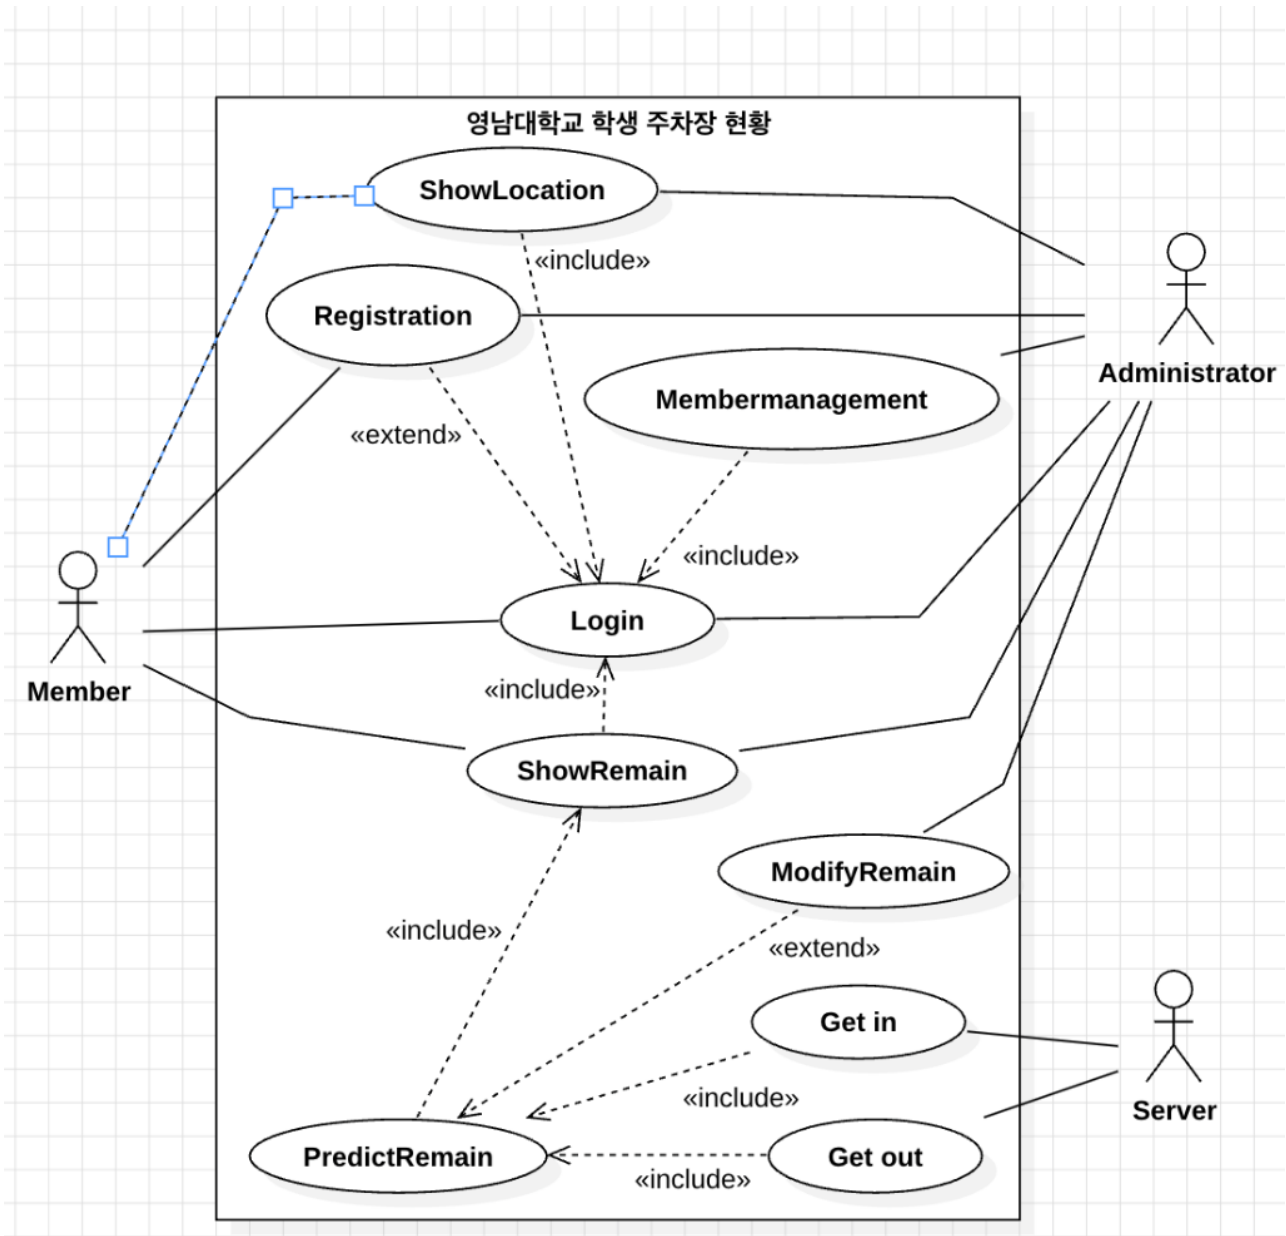 영남대학교 학생 주차장 현황
ShowLocation
«include»
Registration
Administrator
Membermanagement
«extend»
«include»
Login
Member
«include»
ShowRemain
ModifyRemain
«include»
«extend»
Get in
«include»
Server
PredictRemain
Get out
«include»